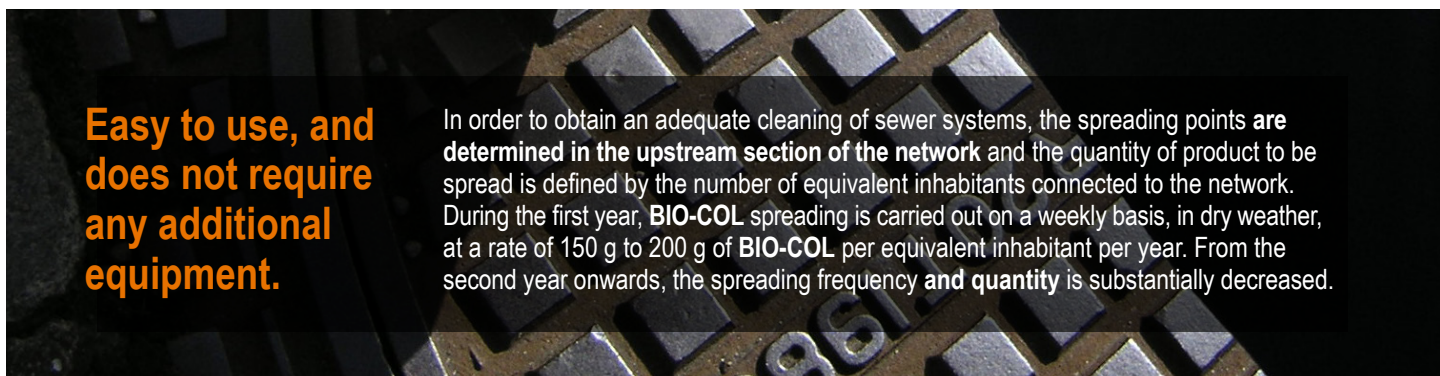 Easy to use, and
does not require
any additional
equipment.
In order to obtain an adequate cleaning of sewer systems, the spreading points are
determined in the upstream section of the network and the quantity of product to be
spread is defined by the number of equivalent inhabitants connected to the network.
During the first year, BIO-COL spreading is carried out on a weekly basis, in dry weather,
at a rate of 150 g to 200 g of BIO-COL per equivalent inhabitant per year. From the
second year onwards, the spreading frequency and quantity is substantially decreased.